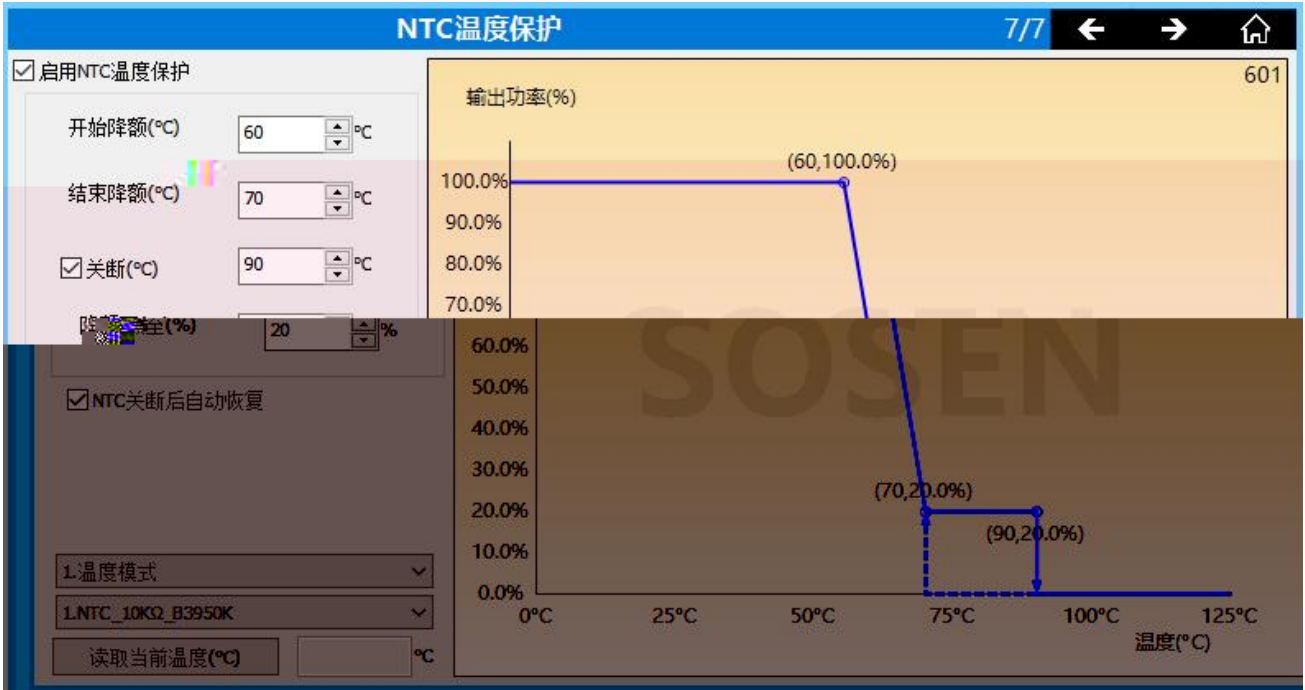 NTC温度保护 7/7
启用NTC温度保护
开始降额(°C) 60 °C
结束降额(°C) 70 °C
关断(°C) 90 °C
(%) 20 %
NTC关断后自动恢复
1.温度模式
1.NTC_10KΩ_B3950K
读取当前温度(°C) °C
601
输出功率(%)
(60,100.0%)
100.0%
90.0%
80.0%
70.0%
60.0%
50.0%
40.0%
30.0%
20.0%
10.0%
0.0%
SOSEN
(70,20.0%)
(90,20.0%)
0°C 25°C 50°C 75°C 100°C 125°C
温度(°C)